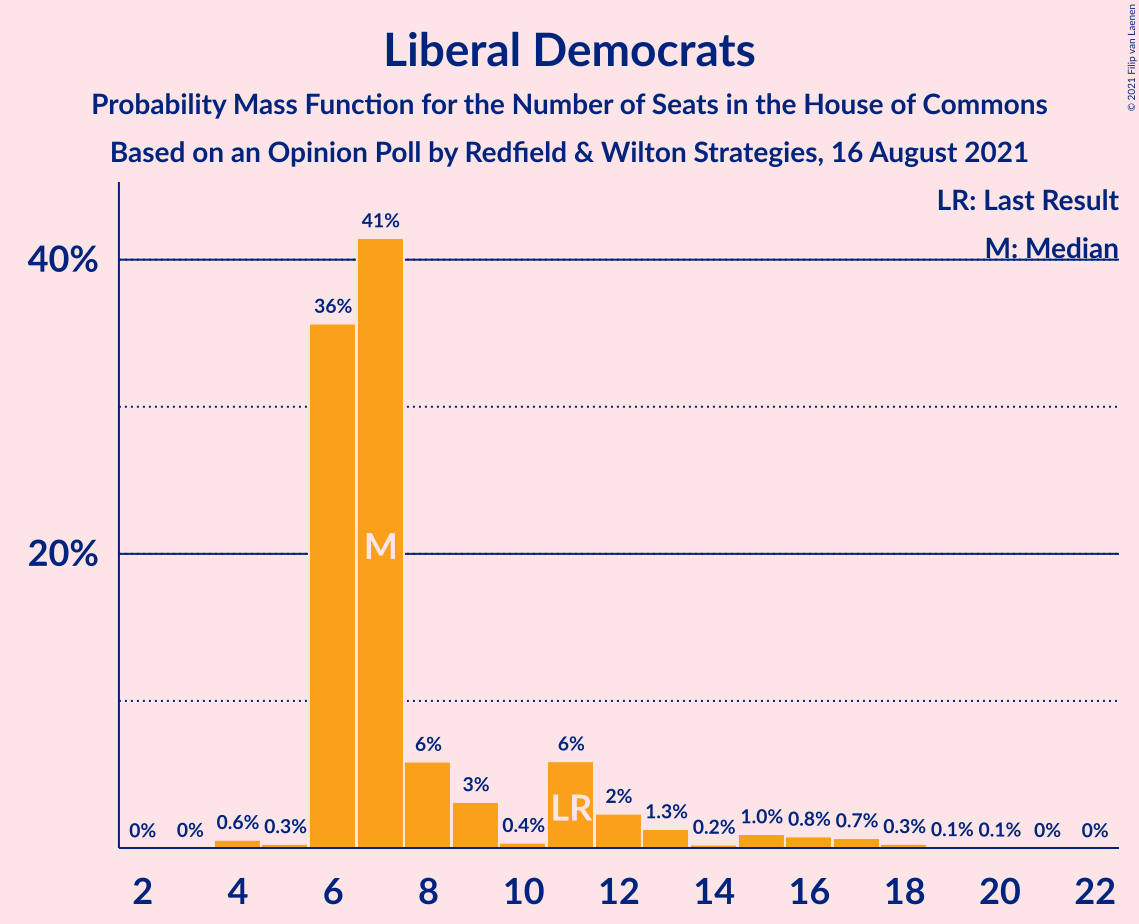 Liberal Democrats
Probability Mass Function for the Number of Seats in the House of Commons
Based on an Opinion Poll by Redfield & Wilton Strategies, 16 August 2021
© 2021 Filip van Laenen
LR: Last Result
M: Median
40%
20%
0% 0% 0.6% 0.3% 36% 41% 6% 3% 0.4% 6% 2% 1.3% 0.2% 1.0% 0.8% 0.7% 0.3% 0.1% 0.1% 0% 0%
M
LR
2 4 6 8 10 12 14 16 18 20 22